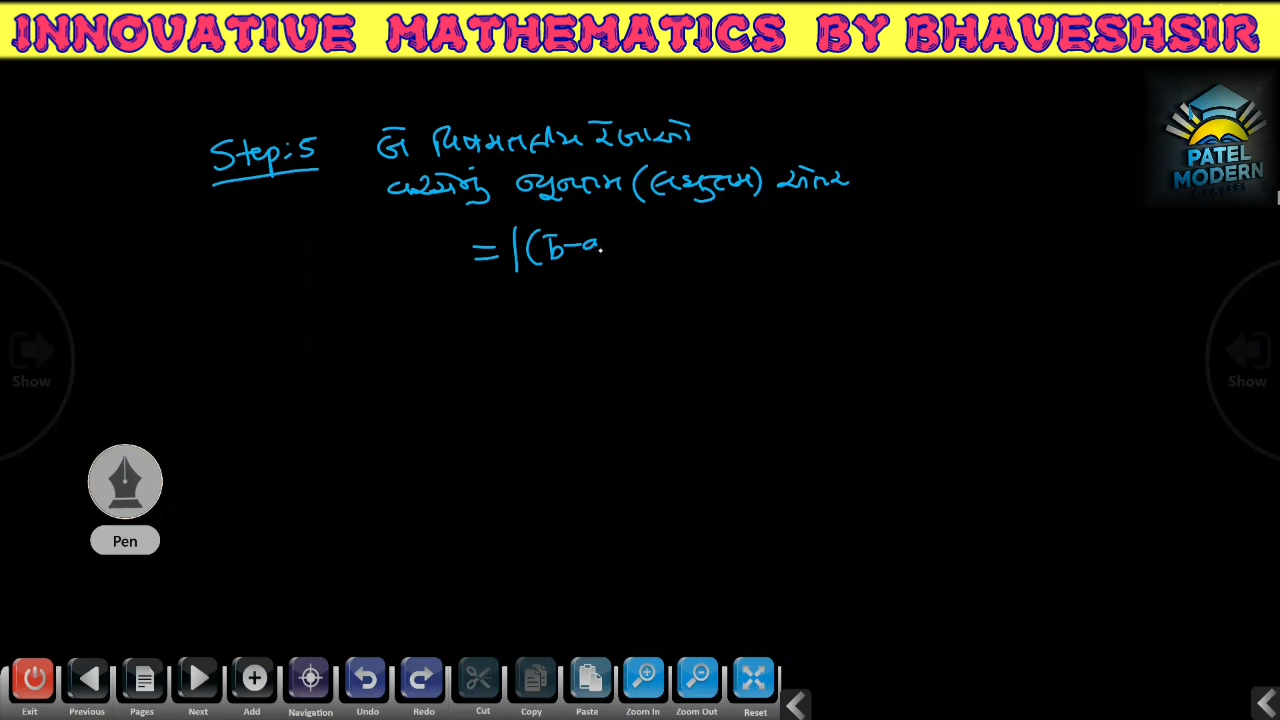 INNOVATIVE MATHEMATICS BY BHAVESHSIR
PATEL
MODERN
CLASSES
Step:5 બે વિષમતલીય રેખાઓ
વચ્ચેનું ન્યુનતમ (લઘુત્તમ) અંતર
= |(b̄-a
Show
Show
Pen
Exit Previous Pages Next Add Navigation Undo Redo Cut Copy Paste Zoom In Zoom Out Reset